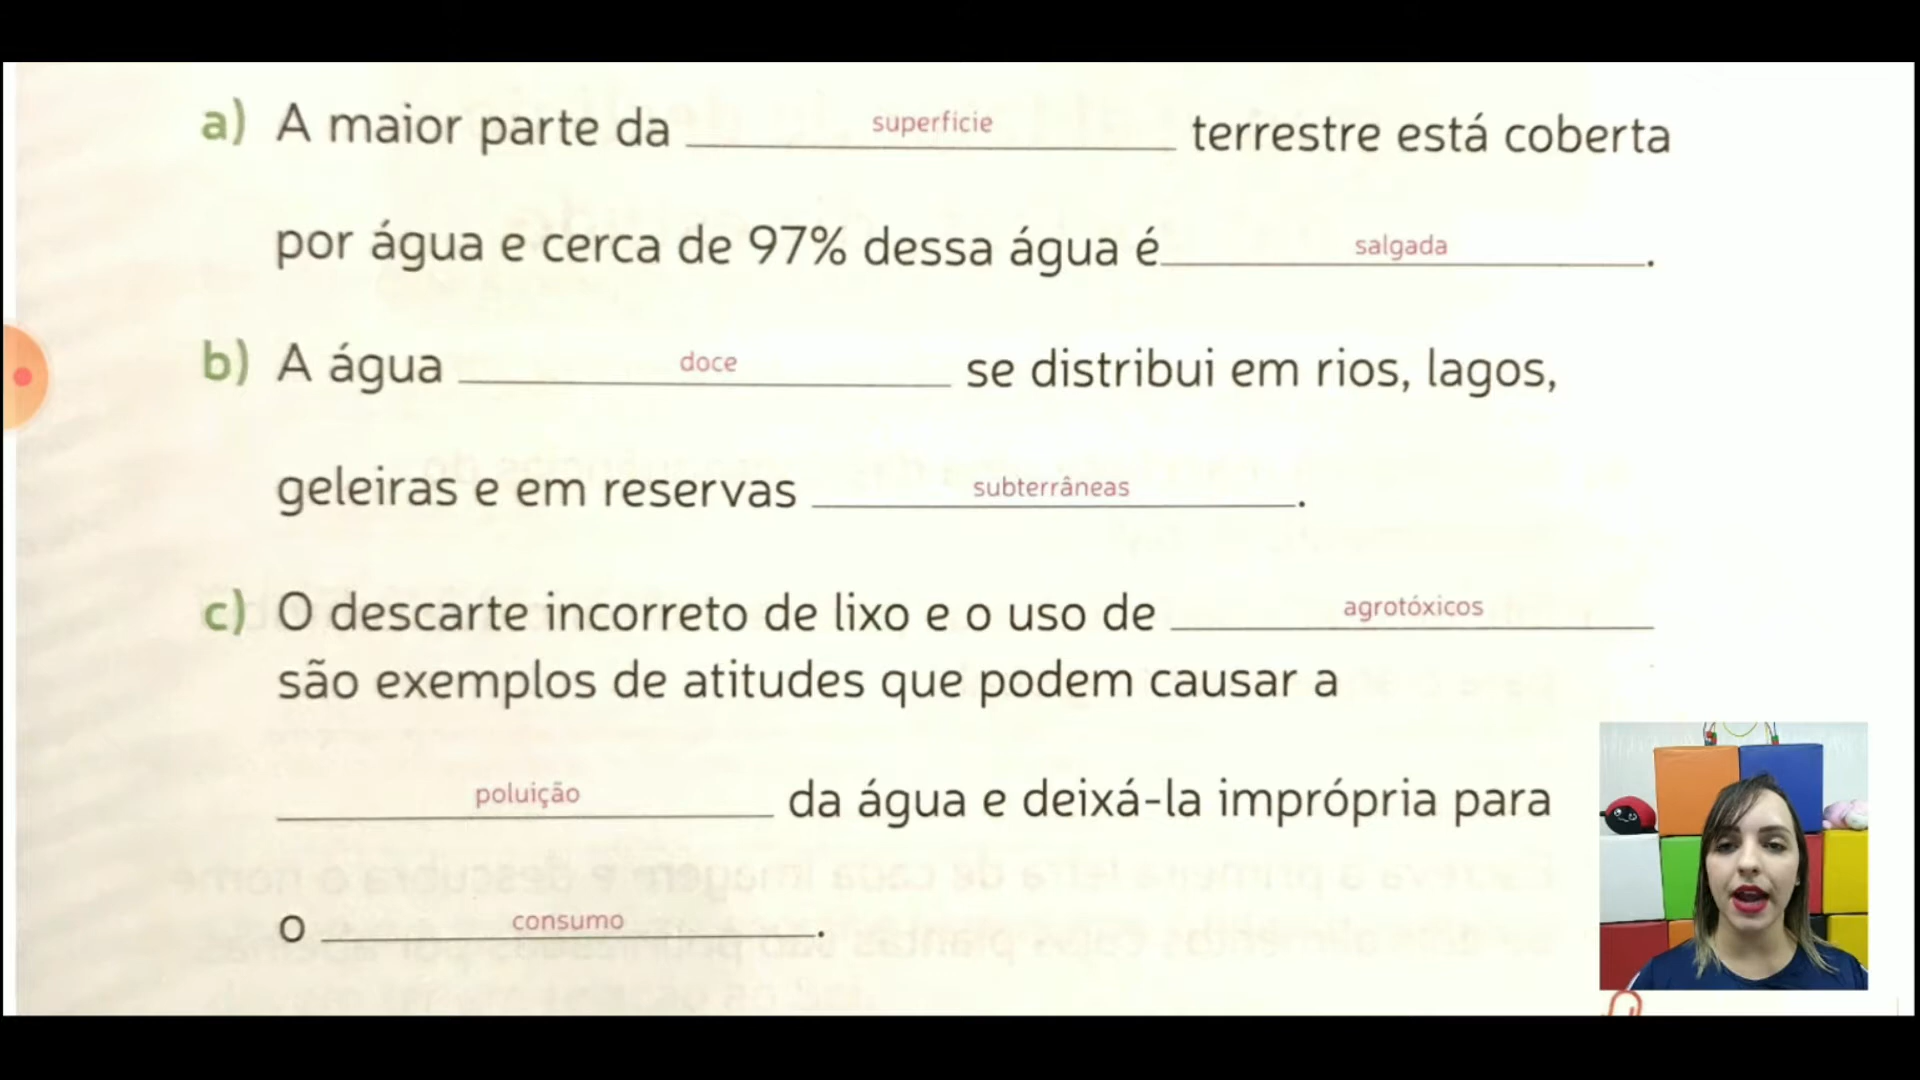 a) A maior parte da superfície terrestre está coberta
por água e cerca de 97% dessa água é salgada.
b) A água doce se distribui em rios, lagos,
geleiras e em reservas subterrâneas.
c) O descarte incorreto de lixo e o uso de agrotóxicos
são exemplos de atitudes que podem causar a
poluição da água e deixá-la imprópria para
o consumo.